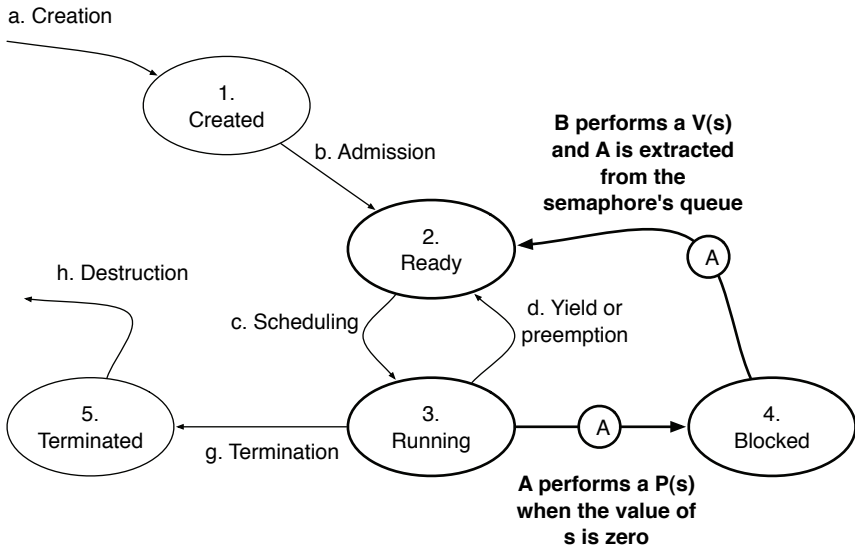 a. Creation
1.
Created
b. Admission
B performs a V(s)
and A is extracted
from the
semaphore's queue
2.
Ready
A
h. Destruction
c. Scheduling
d. Yield or
preemption
5.
Terminated
g. Termination
3.
Running
A
4.
Blocked
A performs a P(s)
when the value of
s is zero